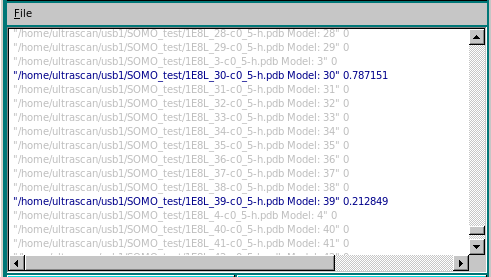 File
"/home/ultrascan/usb1/SOMO_test/1E8L_28-c0_5-h.pdb Model: 28" 0
"/home/ultrascan/usb1/SOMO_test/1E8L_29-c0_5-h.pdb Model: 29" 0
"/home/ultrascan/usb1/SOMO_test/1E8L_3-c0_5-h.pdb Model: 3" 0
"/home/ultrascan/usb1/SOMO_test/1E8L_30-c0_5-h.pdb Model: 30" 0.787151
"/home/ultrascan/usb1/SOMO_test/1E8L_31-c0_5-h.pdb Model: 31" 0
"/home/ultrascan/usb1/SOMO_test/1E8L_32-c0_5-h.pdb Model: 32" 0
"/home/ultrascan/usb1/SOMO_test/1E8L_33-c0_5-h.pdb Model: 33" 0
"/home/ultrascan/usb1/SOMO_test/1E8L_34-c0_5-h.pdb Model: 34" 0
"/home/ultrascan/usb1/SOMO_test/1E8L_35-c0_5-h.pdb Model: 35" 0
"/home/ultrascan/usb1/SOMO_test/1E8L_36-c0_5-h.pdb Model: 36" 0
"/home/ultrascan/usb1/SOMO_test/1E8L_37-c0_5-h.pdb Model: 37" 0
"/home/ultrascan/usb1/SOMO_test/1E8L_38-c0_5-h.pdb Model: 38" 0
"/home/ultrascan/usb1/SOMO_test/1E8L_39-c0_5-h.pdb Model: 39" 0.212849
"/home/ultrascan/usb1/SOMO_test/1E8L_4-c0_5-h.pdb Model: 4" 0
"/home/ultrascan/usb1/SOMO_test/1E8L_40-c0_5-h.pdb Model: 40" 0
"/home/ultrascan/usb1/SOMO_test/1E8L_41-c0_5-h.pdb Model: 41" 0